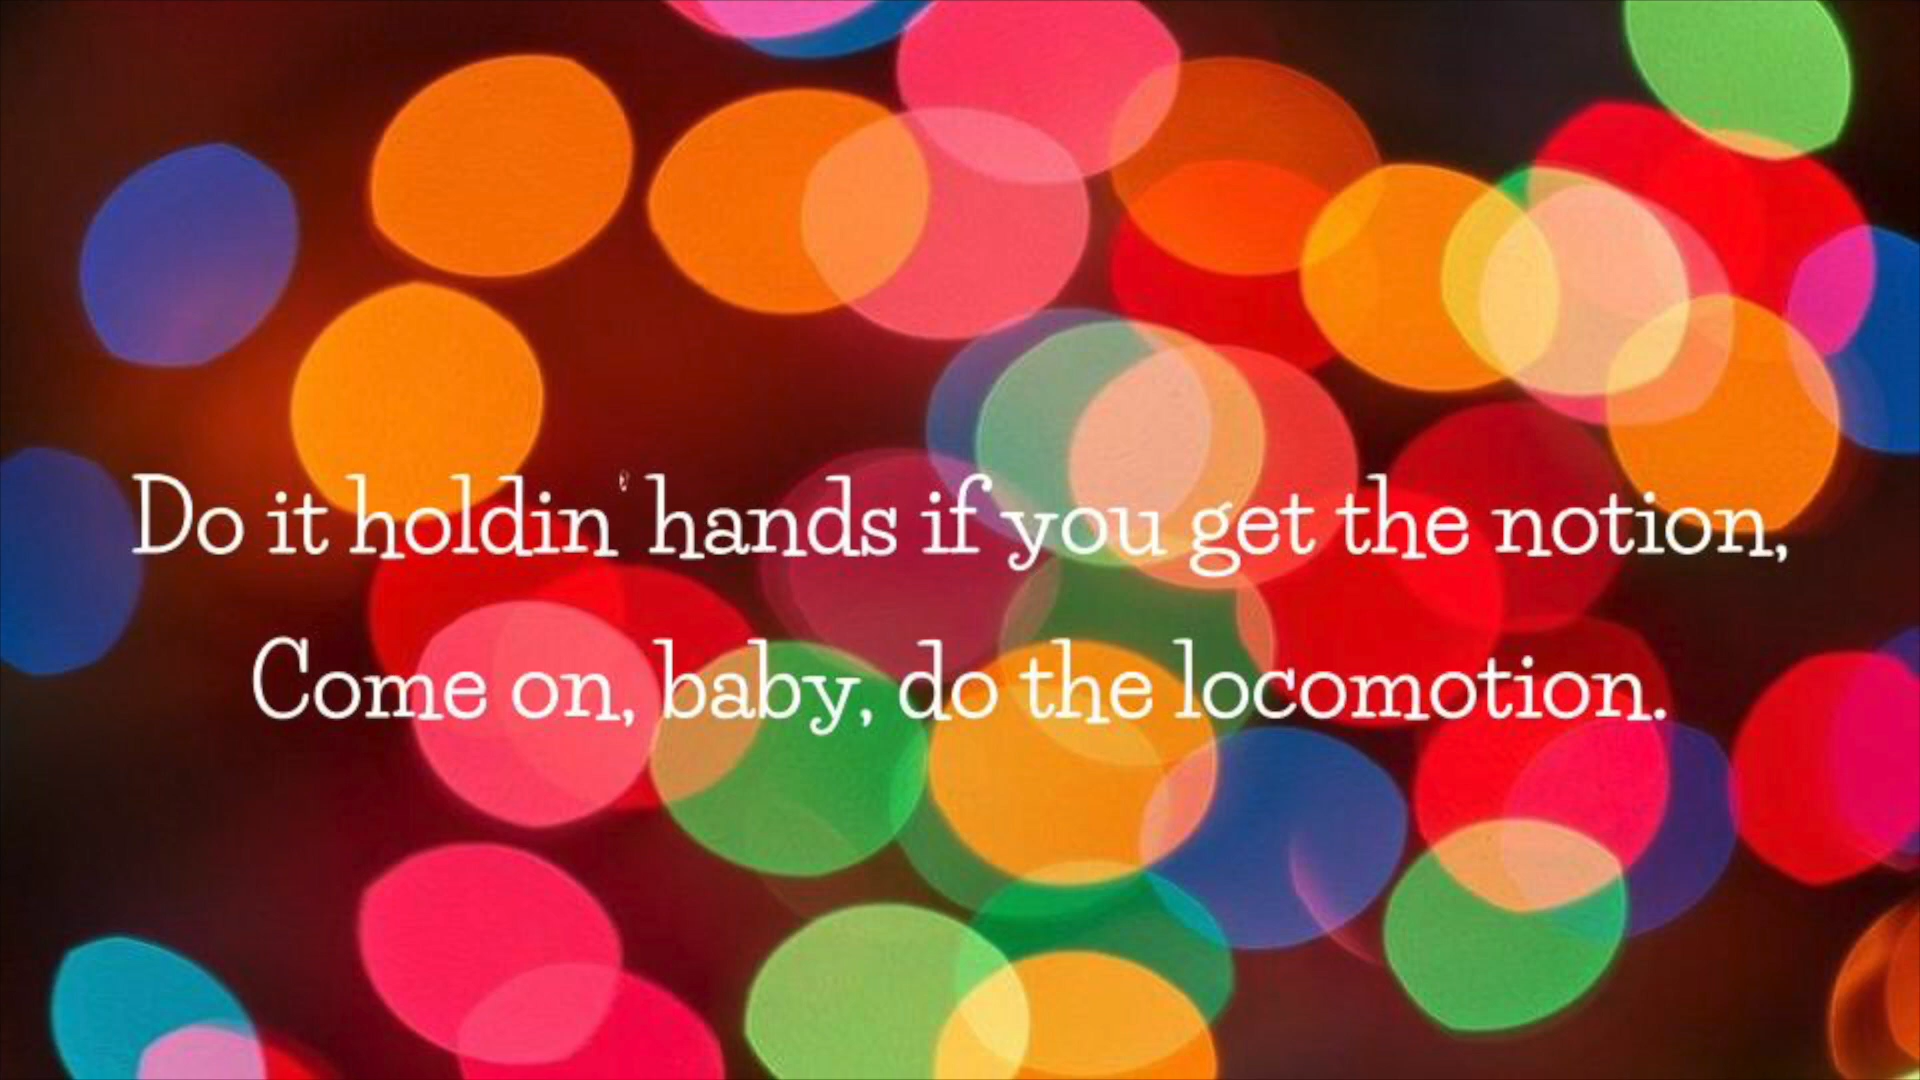 Do it holdin' hands if you get the notion,
Come on, baby, do the locomotion.